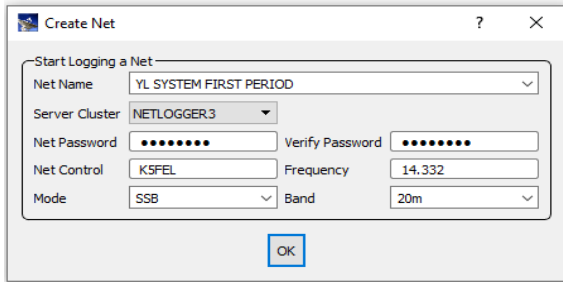 Create Net
?
Start Logging a Net
Net Name YL SYSTEM FIRST PERIOD
Server Cluster NETLOGGER3
Net Password ●●●●●●●● Verify Password ●●●●●●●●
Net Control K5FEL Frequency 14.332
Mode SSB Band 20m
OK